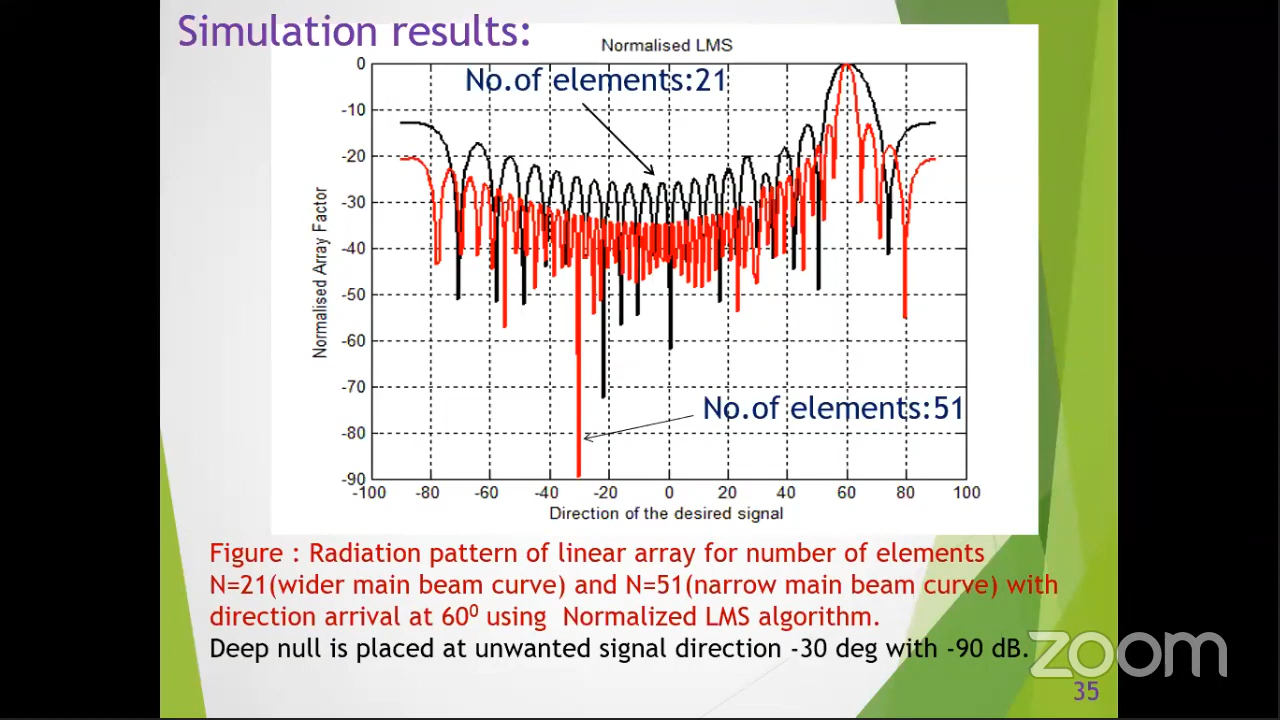 Simulation results:
Normalised LMS
No.of elements:21
0
-10
-20
-30
-40
-50
-60
-70
-80
-90
Normalised Array Factor
No.of elements:51
-100 -80 -60 -40 -20 0 20 40 60 80 100
Direction of the desired signal
Figure : Radiation pattern of linear array for number of elements
N=21(wider main beam curve) and N=51(narrow main beam curve) with
direction arrival at 60⁰ using Normalized LMS algorithm.
Deep null is placed at unwanted signal direction -30 deg with -90 dB.
zoom
35